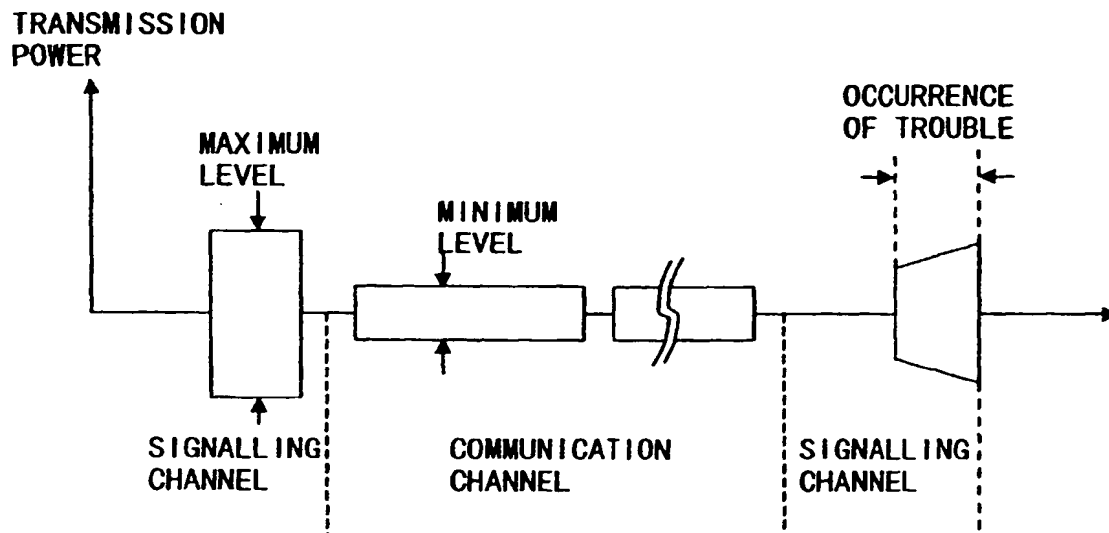 TRANSMISSION
POWER
OCCURRENCE
OF TROUBLE
MAXIMUM
LEVEL
MINIMUM
LEVEL
SIGNALLING
CHANNEL
COMMUNICATION
CHANNEL
SIGNALLING
CHANNEL